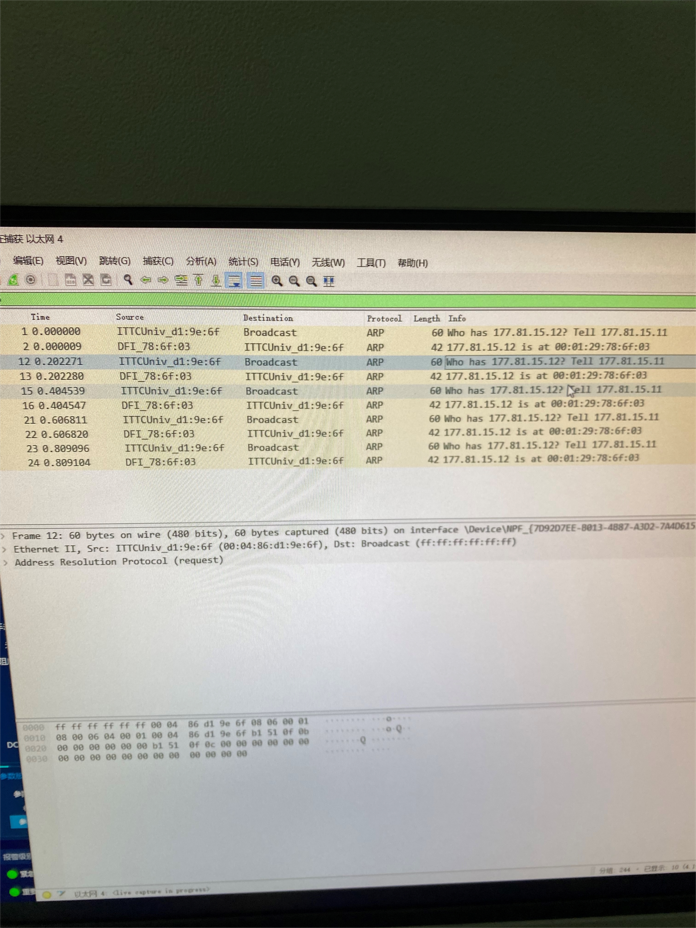 捕获 以太网 4
编辑(E) 视图(V) 跳转(G) 捕获(C) 分析(A) 统计(S) 电话(Y) 无线(W) 工具(T) 帮助(H)
Time Source Destination Protocol Length Info
1 0.000000 ITTCUniv_d1:9e:6f Broadcast ARP 60 Who has 177.81.15.12? Tell 177.81.15.11
2 0.000009 DFI_78:6f:03 ITTCUniv_d1:9e:6f ARP 42 177.81.15.12 is at 00:01:29:78:6f:03
12 0.202271 ITTCUniv_d1:9e:6f Broadcast ARP 60 Who has 177.81.15.12? Tell 177.81.15.11
13 0.202280 DFI_78:6f:03 ITTCUniv_d1:9e:6f ARP 42 177.81.15.12 is at 00:01:29:78:6f:03
15 0.404539 ITTCUniv_d1:9e:6f Broadcast ARP 60 Who has 177.81.15.12? Tell 177.81.15.11
16 0.404547 DFI_78:6f:03 ITTCUniv_d1:9e:6f ARP 42 177.81.15.12 is at 00:01:29:78:6f:03
21 0.606811 ITTCUniv_d1:9e:6f Broadcast ARP 60 Who has 177.81.15.12? Tell 177.81.15.11
22 0.606820 DFI_78:6f:03 ITTCUniv_d1:9e:6f ARP 42 177.81.15.12 is at 00:01:29:78:6f:03
23 0.809096 ITTCUniv_d1:9e:6f Broadcast ARP 60 Who has 177.81.15.12? Tell 177.81.15.11
24 0.809104 DFI_78:6f:03 ITTCUniv_d1:9e:6f ARP 42 177.81.15.12 is at 00:01:29:78:6f:03
> Frame 12: 60 bytes on wire (480 bits), 60 bytes captured (480 bits) on interface \Device\NPF_{7D92D7EE-8013-4887-A3D2-7A4D615
> Ethernet II, Src: ITTCUniv_d1:9e:6f (00:04:86:d1:9e:6f), Dst: Broadcast (ff:ff:ff:ff:ff:ff)
> Address Resolution Protocol (request)
0000 ff ff ff ff ff ff 00 04 86 d1 9e 6f 08 06 00 01
0010 08 00 06 04 00 01 00 04 86 d1 9e 6f b1 51 0f 0b
0020 00 00 00 00 00 00 b1 51 0f 0c 00 00 00 00 00 00
0030 00 00 00 00 00 00 00 00 00 00 00 00
DC
以太网 4: <live capture in progress>